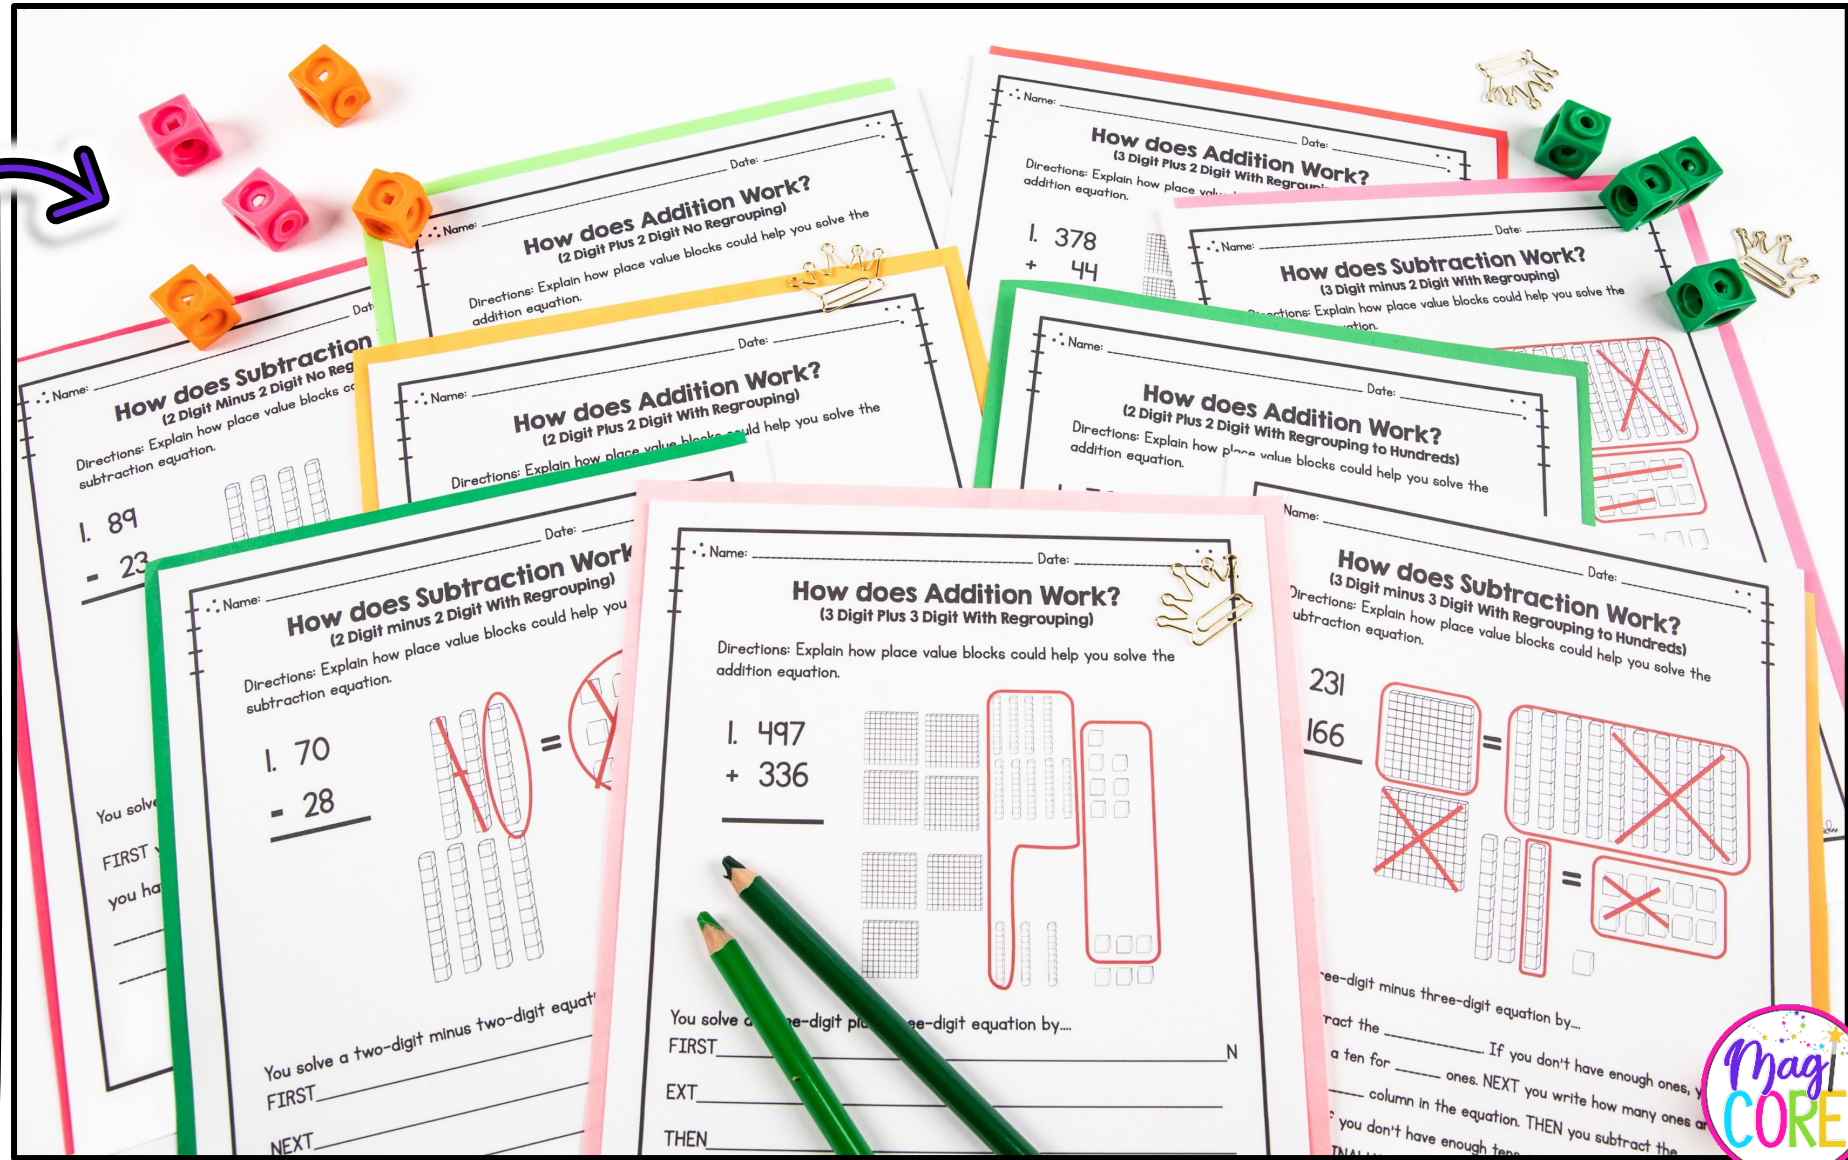 Name: Date:
How does Addition Work?
(2 Digit Plus 2 Digit No Regrouping)
Directions: Explain how place value blocks could help you solve the
addition equation.
Name: Date:
How does Addition Work?
(3 Digit Plus 2 Digit With
Directions: Explain how place
addition equation.
1. 378
+ 44
Name: Date:
How does Subtraction Work?
(3 Digit minus 2 Digit With Regrouping)
Explain how place value blocks could help you solve the
Name:
How does Subtraction
(2 Digit Minus 2 Digit No
Directions: Explain how place value blocks
subtraction equation.
1. 89
- 23
You solve
FIRST
you
Name: Date:
How does Addition Work?
(2 Digit Plus 2 Digit With Regrouping)
Directions: Explain how place value blocks could help you solve the
Name: Date:
How does Addition Work?
(2 Digit Plus 2 Digit With Regrouping to Hundreds)
Directions: Explain how place value blocks could help you solve the
addition equation.
Name: Date:
How does Subtraction Work
(2 Digit minus 2 Digit With Regrouping)
Directions: Explain how place value blocks could help you
subtraction equation.
1. 70
- 28
=
You solve a two-digit minus two-digit
FIRST
NEXT
Name: Date:
How does Addition Work?
(3 Digit Plus 3 Digit With Regrouping)
Directions: Explain how place value blocks could help you solve the
addition equation.
1. 497
+ 336
You solve a ee-digit ee-digit equation by....
FIRST N
EXT
THEN
Name: Date:
How does Subtraction Work?
(3 Digit minus 3 Digit With Regrouping to Hundreds)
Directions: Explain how place value blocks could help you solve the
ubtraction equation.
231
166
=
=
ee-digit minus three-digit equation by....
ract the . If you don't have enough ones,
a ten for ones. NEXT you write how many ones
column in the equation. THEN you subtract the
you don't have enough tens
Mag
CORE